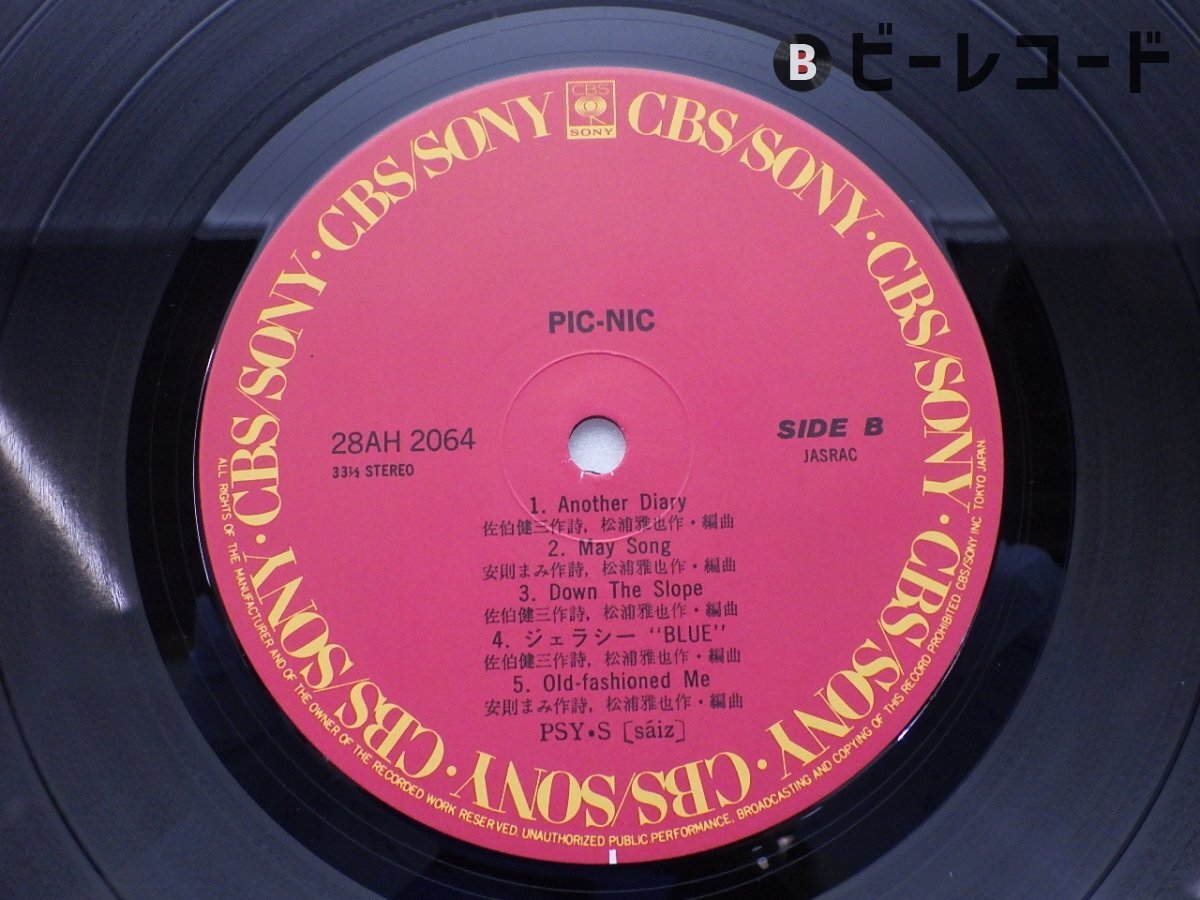 B ビーレコード
CBS/SONY · CBS/SONY · CBS/SONY · CBS/SONY · CBS/SONY · CBS/SONY · CBS/SONY · CBS/SONY · CBS/SONY · CBS/SONY
CBS
SONY
PIC-NIC
28AH 2064
33⅓ STEREO
SIDE B
JASRAC
1. Another Diary
佐伯健三作詩, 松浦雅也作・編曲
2. May Song
安則まみ作詩, 松浦雅也作・編曲
3. Down The Slope
佐伯健三作詩, 松浦雅也作・編曲
4. ジェラシー “BLUE”
佐伯健三作詩, 松浦雅也作・編曲
5. Old-fashioned Me
安則まみ作詩, 松浦雅也作・編曲
PSY•S [sáiz]
ALL RIGHTS OF THE MANUFACTURER AND OF THE OWNER OF THE RECORDED WORK RESERVED. UNAUTHORIZED PUBLIC PERFORMANCE, BROADCASTING AND COPYING OF THIS RECORD PROHIBITED. CBS/SONY INC. TOKYO JAPAN.